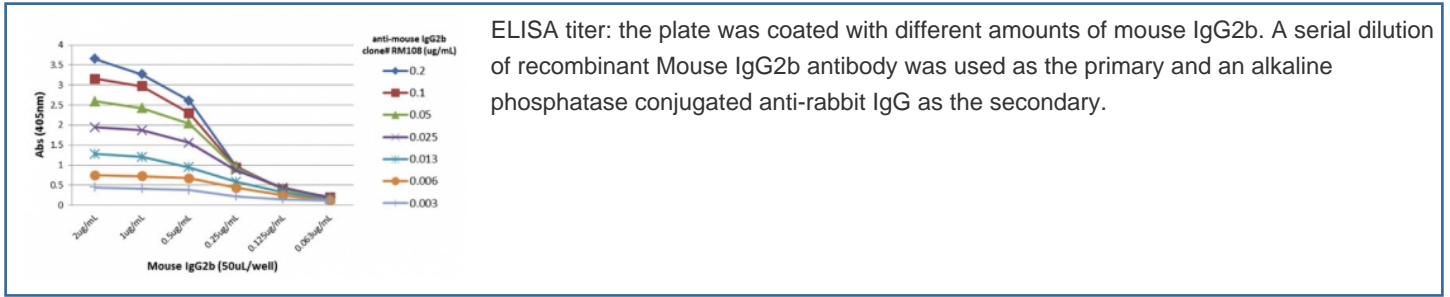 anti-mouse IgG2b
clone# RM108 (ug/mL)
4
3.5
3
2.5
2
1.5
1
0.5
0
Abs (405nm)
0.2
0.1
0.05
0.025
0.013
0.006
0.003
2ug/mL
1ug/mL
0.5ug/mL
0.25ug/mL
0.125ug/mL
0.063ug/mL
Mouse IgG2b (50uL/well)
ELISA titer: the plate was coated with different amounts of mouse IgG2b. A serial dilution
of recombinant Mouse IgG2b antibody was used as the primary and an alkaline
phosphatase conjugated anti-rabbit IgG as the secondary.